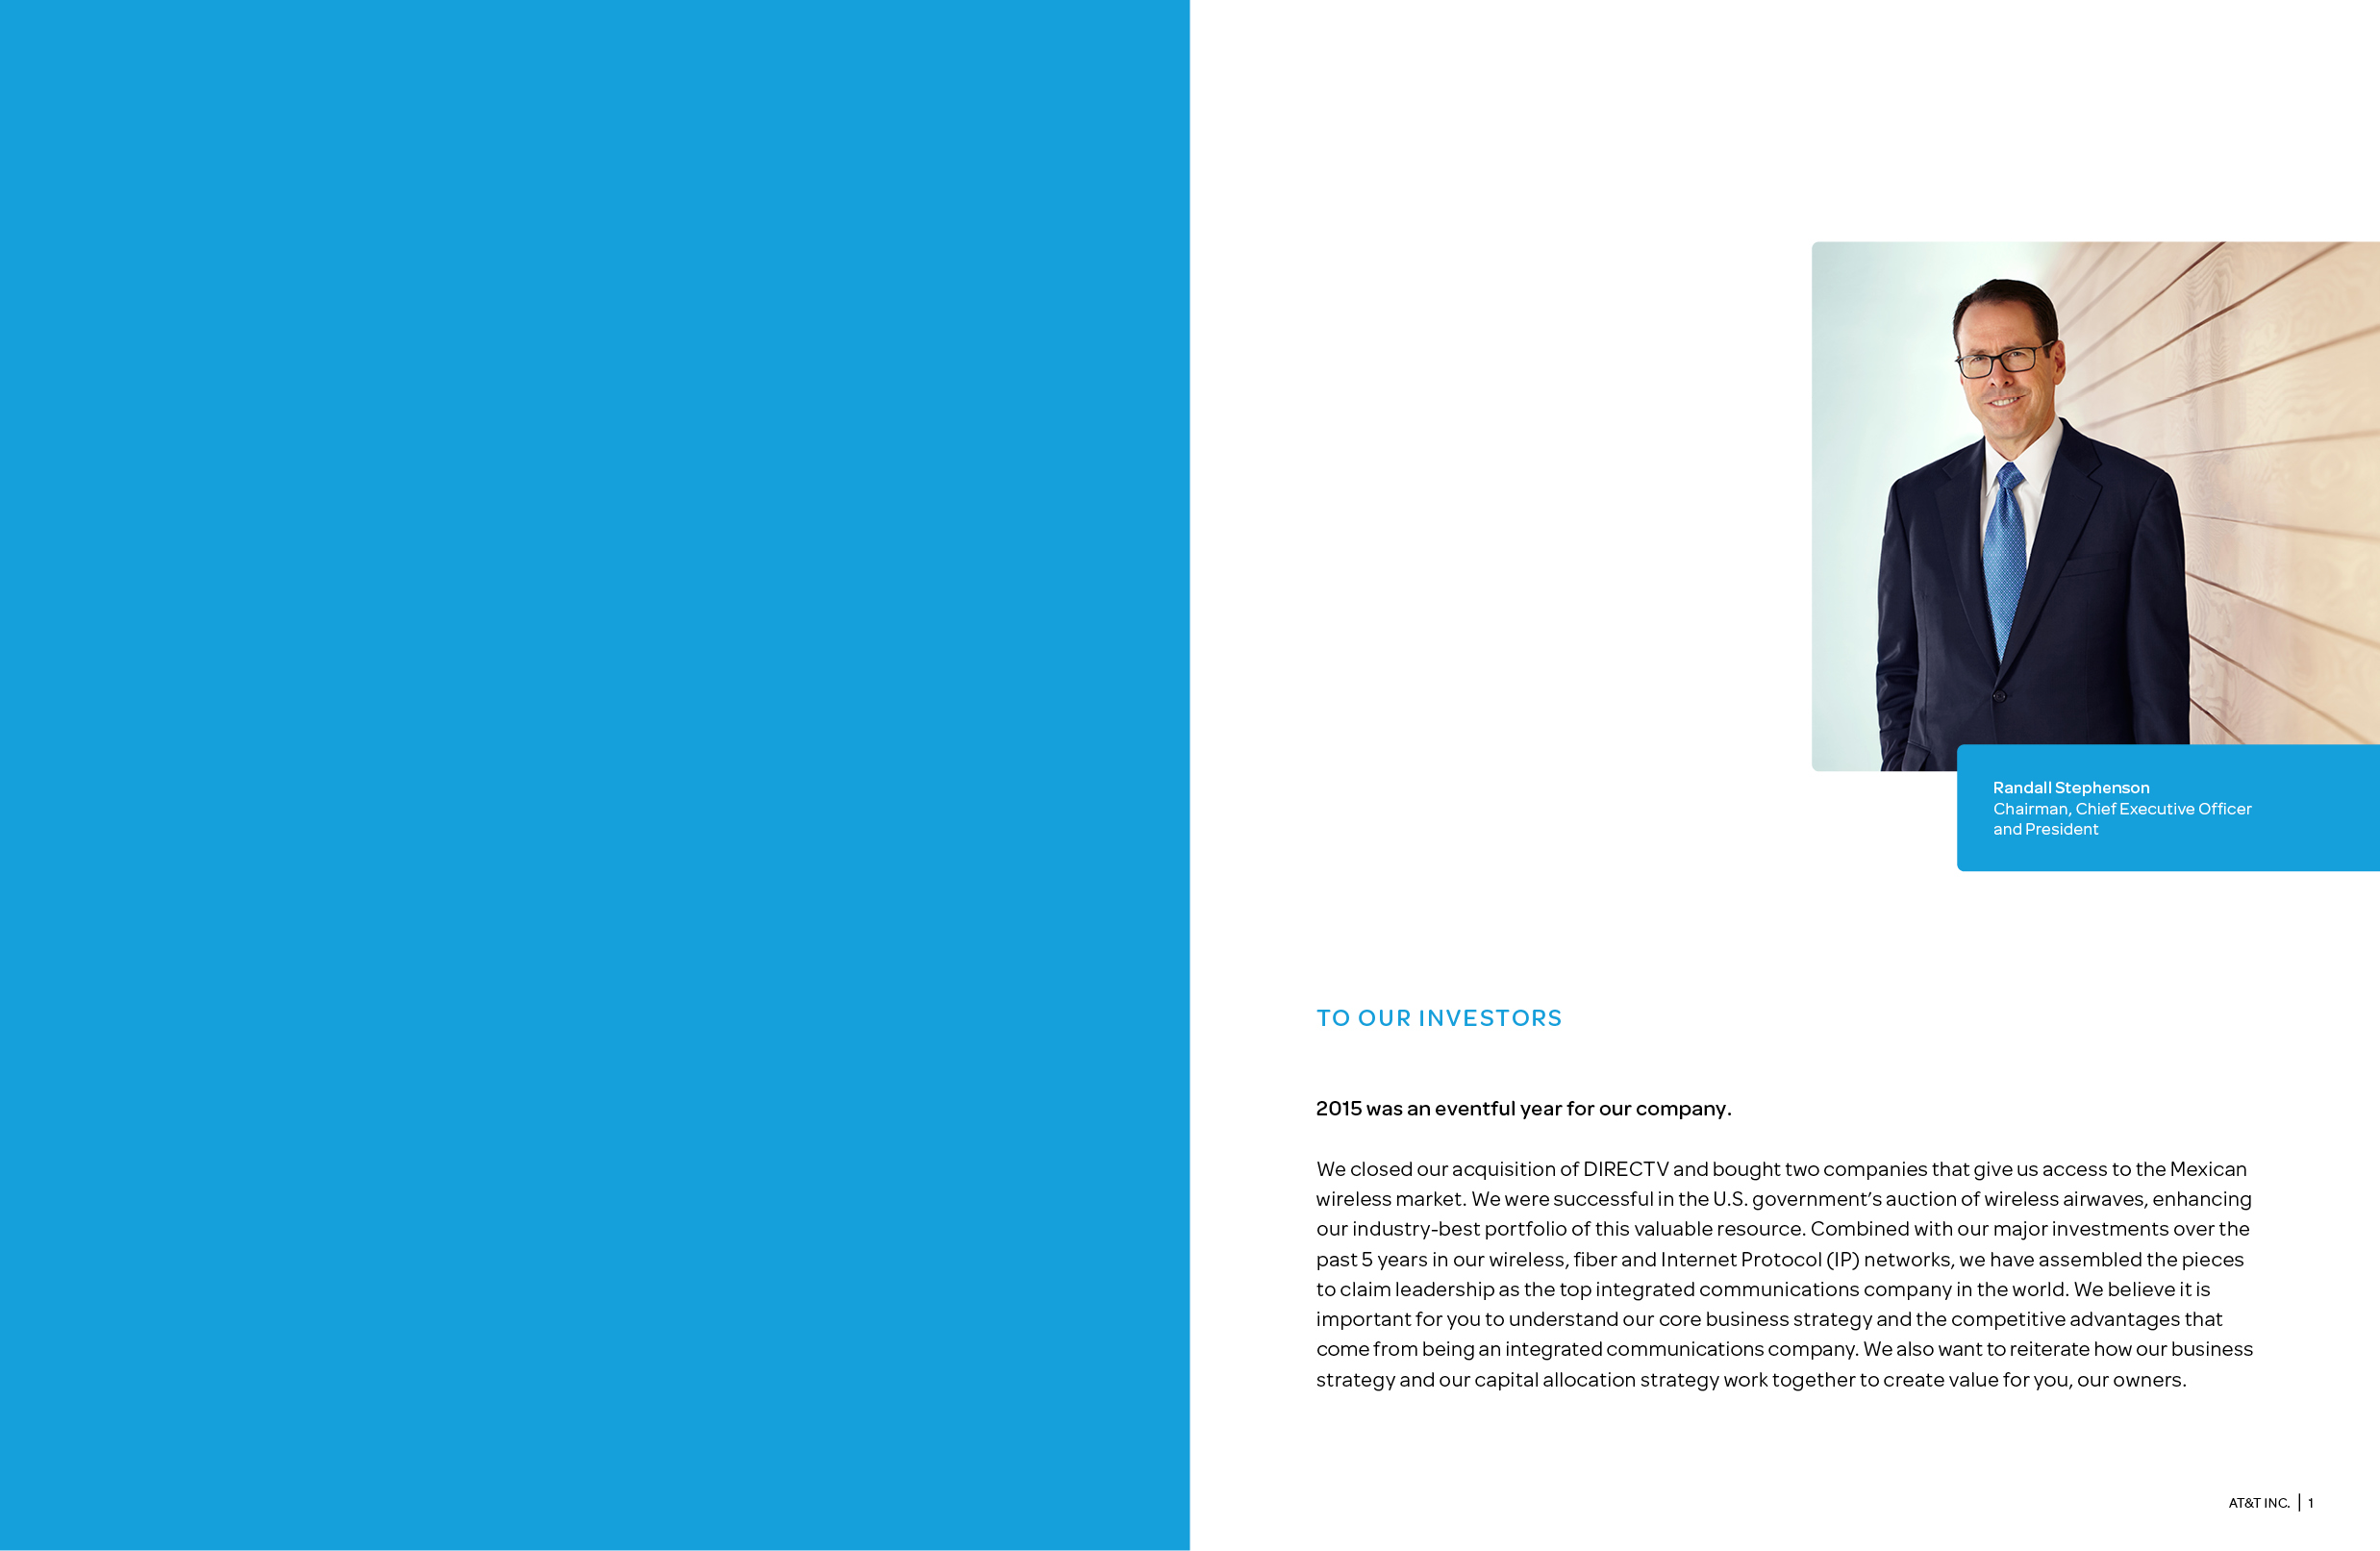 Randall Stephenson
Chairman, Chief Executive Officer
and President
TO OUR INVESTORS
2015 was an eventful year for our company.
We closed our acquisition of DIRECTV and bought two companies that give us access to the Mexican
wireless market. We were successful in the U.S. government’s auction of wireless airwaves, enhancing
our industry-best portfolio of this valuable resource. Combined with our major investments over the
past 5 years in our wireless, fiber and Internet Protocol (IP) networks, we have assembled the pieces
to claim leadership as the top integrated communications company in the world. We believe it is
important for you to understand our core business strategy and the competitive advantages that
come from being an integrated communications company. We also want to reiterate how our business
strategy and our capital allocation strategy work together to create value for you, our owners.
AT&T INC. | 1